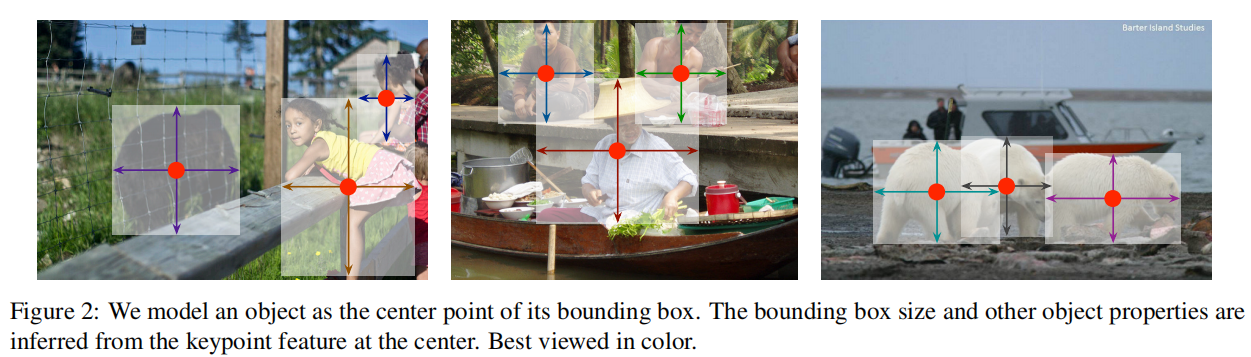 Barter Island Studies
Figure 2: We model an object as the center point of its bounding box. The bounding box size and other object properties are
inferred from the keypoint feature at the center. Best viewed in color.